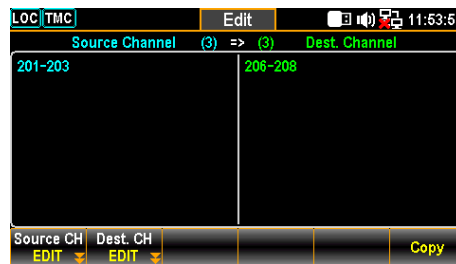 LOC TMC Edit 11:53:5
Source Channel (3) => (3) Dest. Channel
201-203 206-208
Source CH Dest. CH
EDIT EDIT Copy